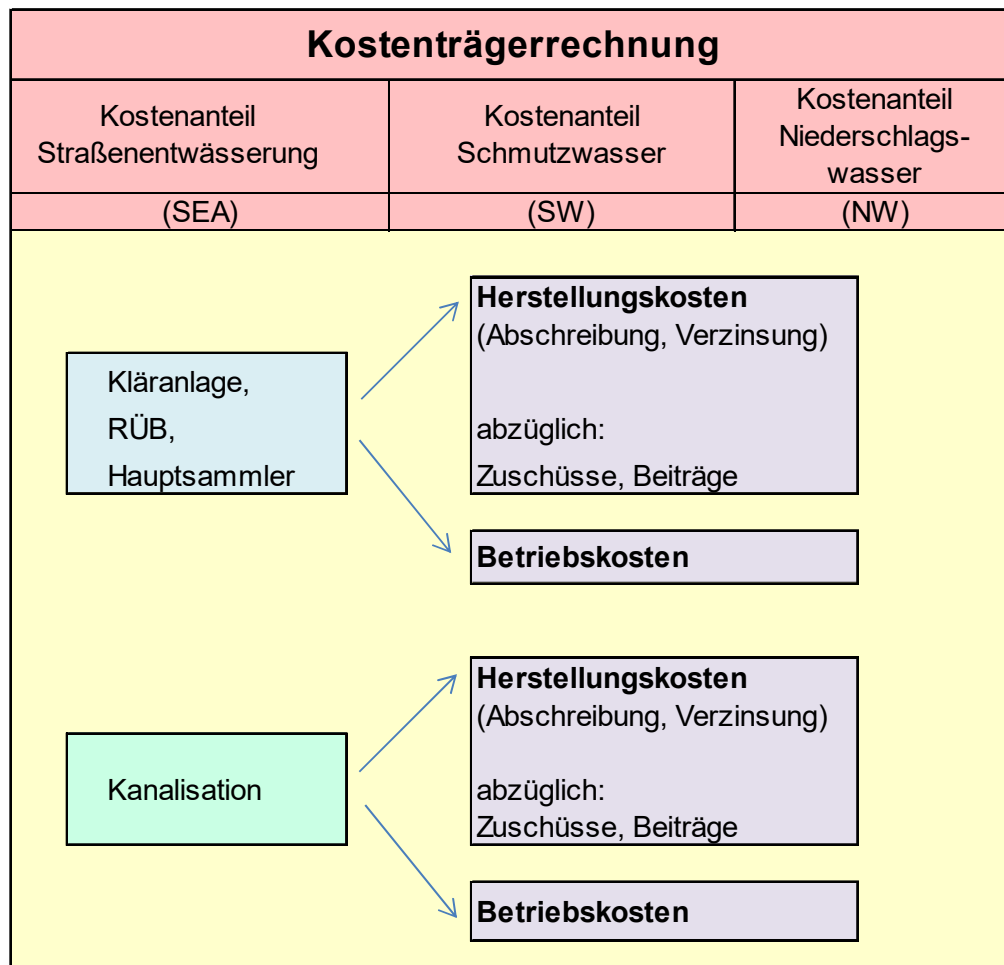 Kostenträgerrechnung
Kostenanteil
Straßenentwässerung
Kostenanteil
Schmutzwasser
Kostenanteil
Niederschlags-
wasser
(SEA)
(SW)
(NW)
Kläranlage,
RÜB,
Hauptsammler
Herstellungskosten
(Abschreibung, Verzinsung)
abzüglich:
Zuschüsse, Beiträge
Betriebskosten
Kanalisation
Herstellungskosten
(Abschreibung, Verzinsung)
abzüglich:
Zuschüsse, Beiträge
Betriebskosten